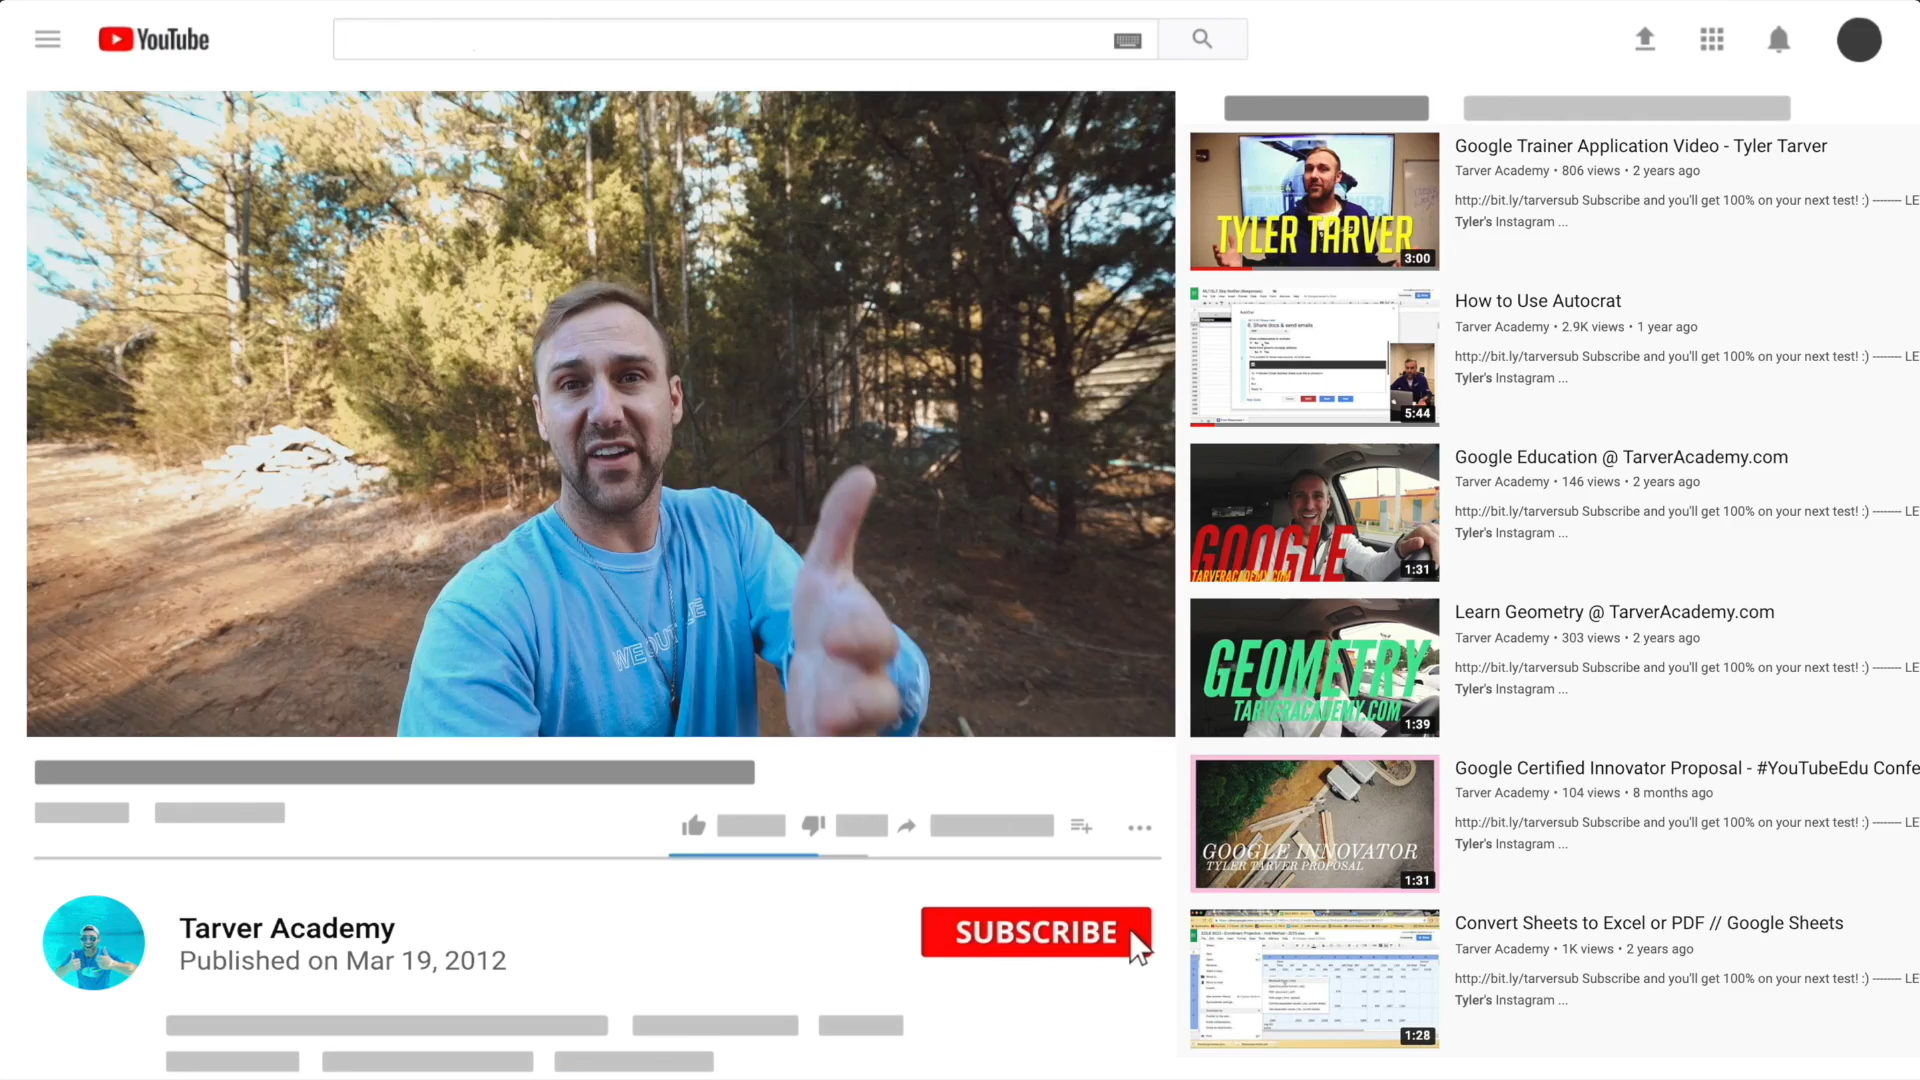 YouTube
WE OUT HE
Tarver Academy
Published on Mar 19, 2012
SUBSCRIBE
TYLER TARVER
3:00
Google Trainer Application Video - Tyler Tarver
Tarver Academy • 806 views • 2 years ago
http://bit.ly/tarversub Subscribe and you'll get 100% on your next test! :) -------- LE
Tyler's Instagram ...
8. Share docs & send emails
5:44
How to Use Autocrat
Tarver Academy • 2.9K views • 1 year ago
http://bit.ly/tarversub Subscribe and you'll get 100% on your next test! :) -------- LE
Tyler's Instagram ...
GOOGLE
TARVERACADEMY.COM
1:31
Google Education @ TarverAcademy.com
Tarver Academy • 146 views • 2 years ago
http://bit.ly/tarversub Subscribe and you'll get 100% on your next test! :) -------- LE
Tyler's Instagram ...
GEOMETRY
TARVERACADEMY.COM
1:39
Learn Geometry @ TarverAcademy.com
Tarver Academy • 303 views • 2 years ago
http://bit.ly/tarversub Subscribe and you'll get 100% on your next test! :) -------- LE
Tyler's Instagram ...
GOOGLE INNOVATOR
TYLER TARVER PROPOSAL
1:31
Google Certified Innovator Proposal - #YouTubeEdu Confe
Tarver Academy • 104 views • 8 months ago
http://bit.ly/tarversub Subscribe and you'll get 100% on your next test! :) -------- LE
Tyler's Instagram ...
1:28
Convert Sheets to Excel or PDF // Google Sheets
Tarver Academy • 1K views • 2 years ago
http://bit.ly/tarversub Subscribe and you'll get 100% on your next test! :) -------- LE
Tyler's Instagram ...